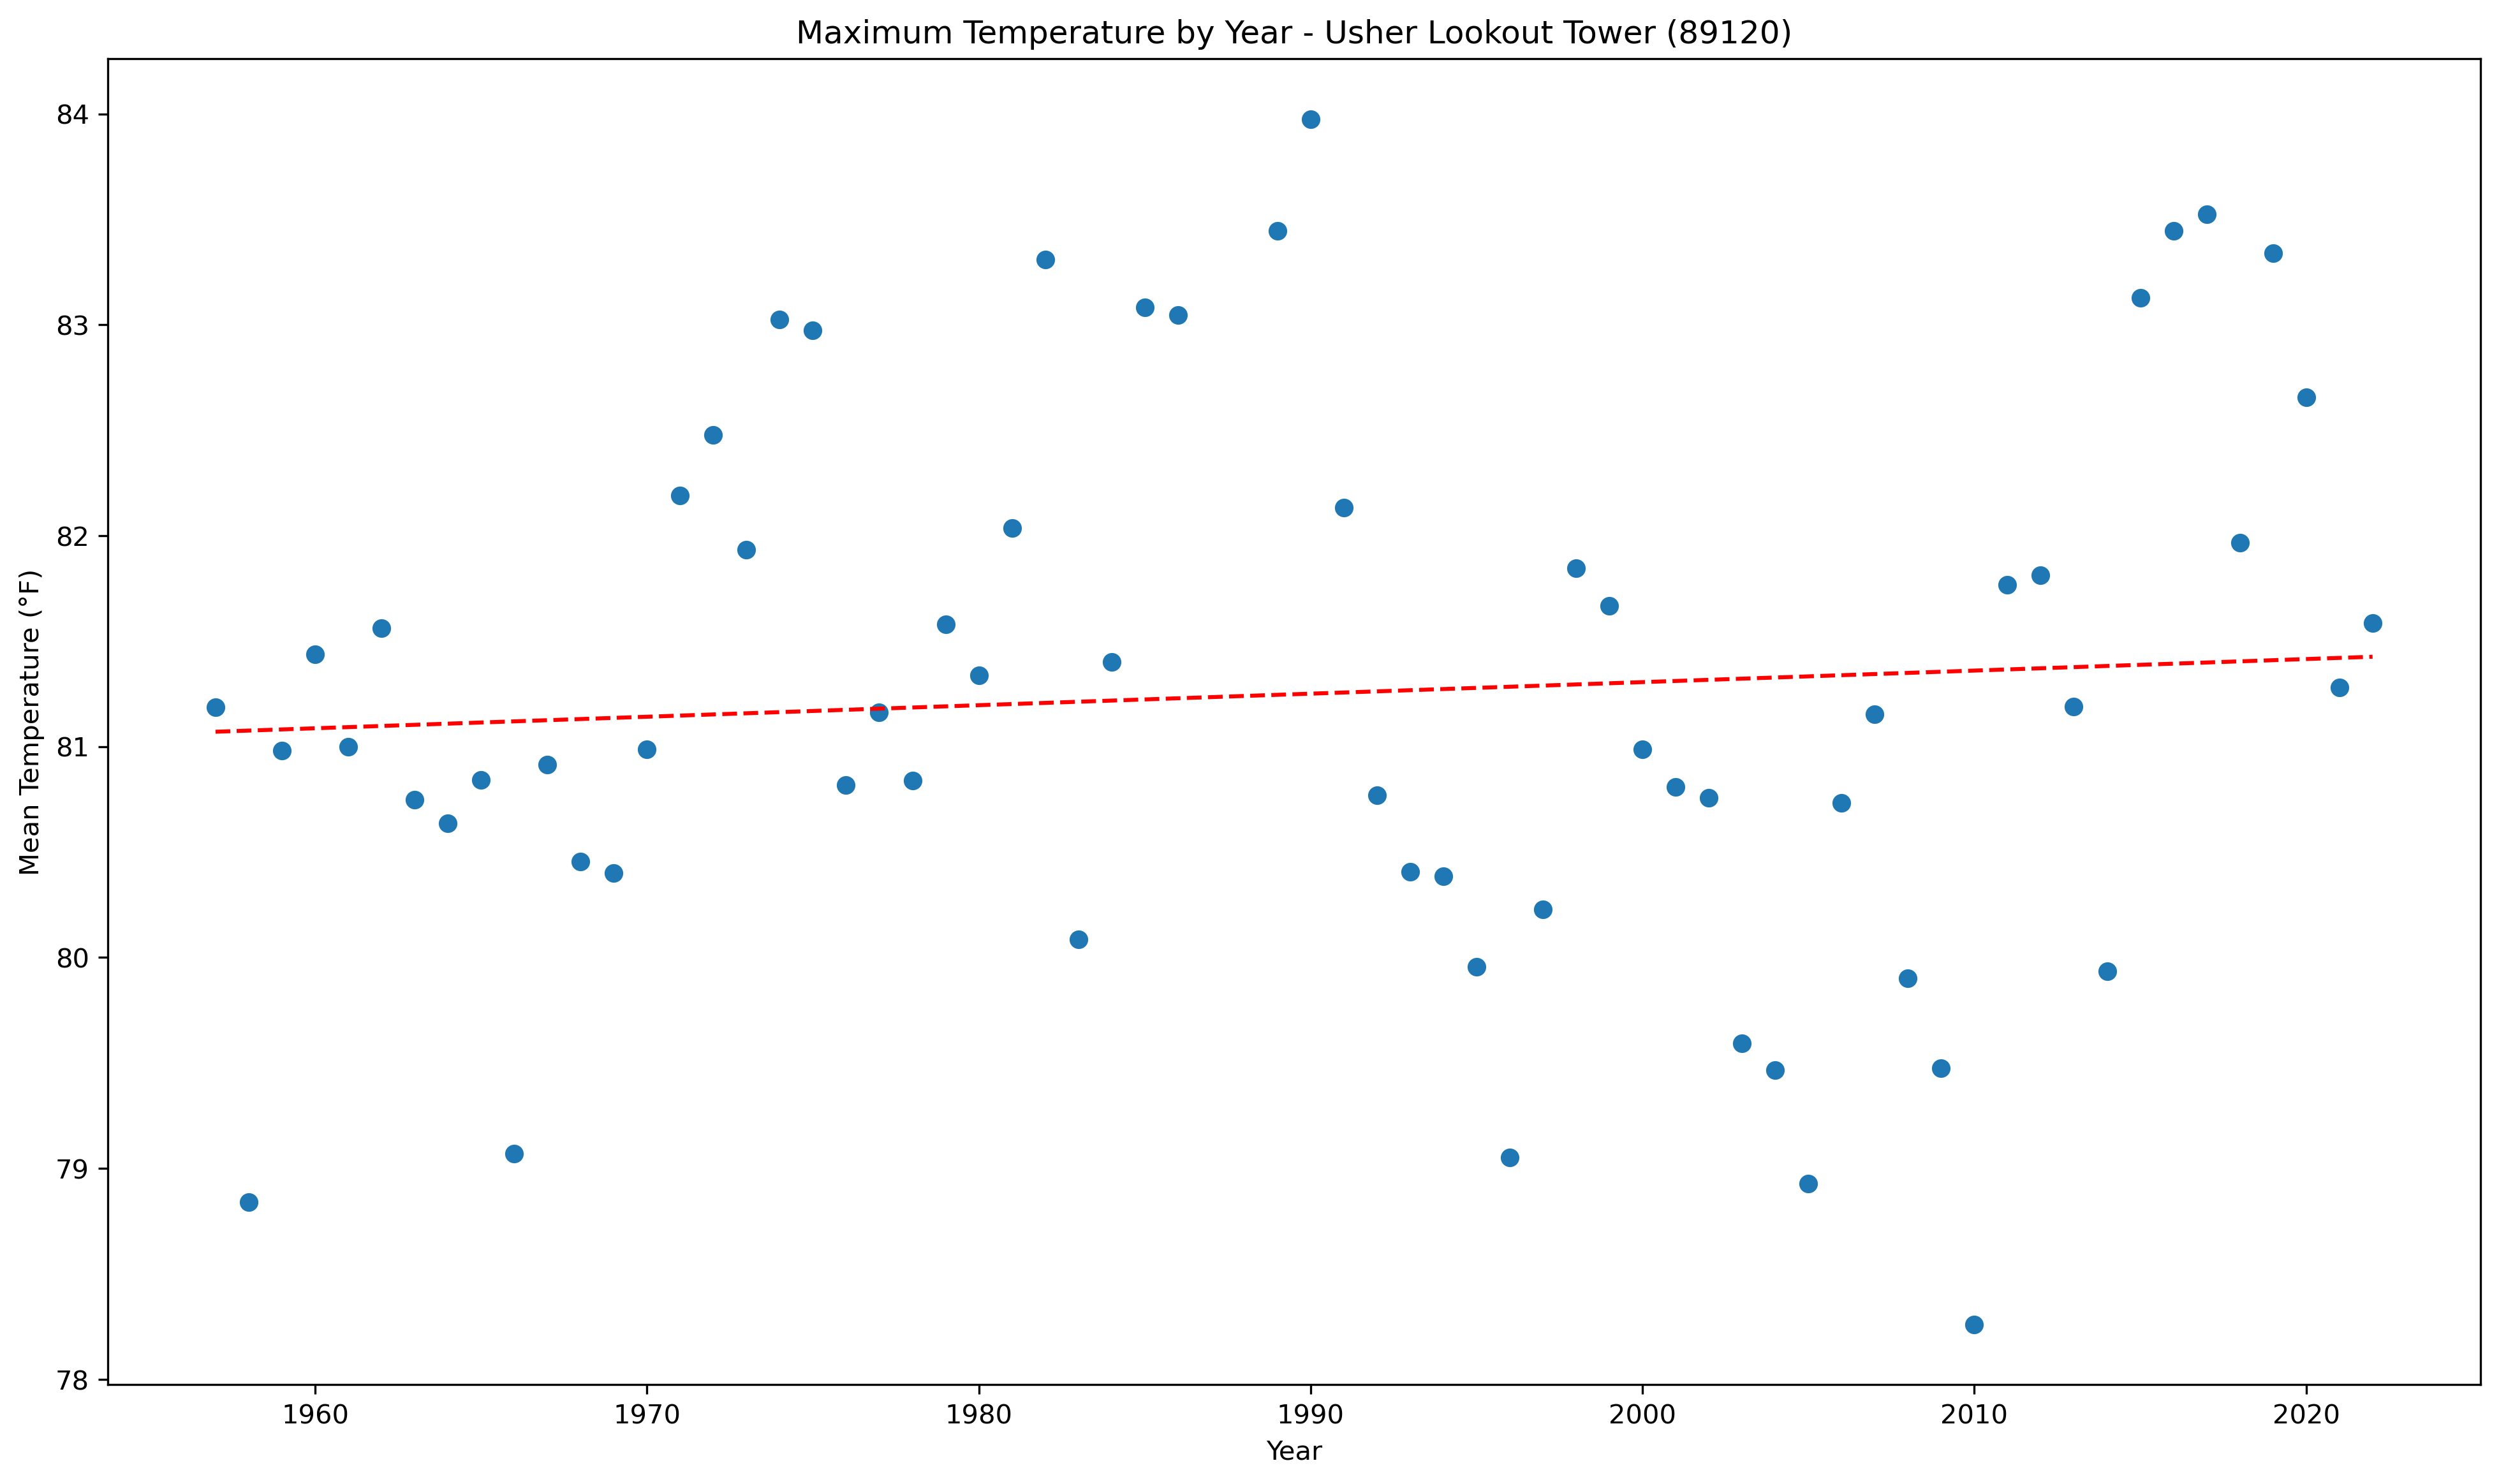 Maximum Temperature by Year - Usher Lookout Tower (89120)
Mean Temperature (°F)
84
83
82
81
80
79
78
1960 1970 1980 1990 2000 2010 2020
Year